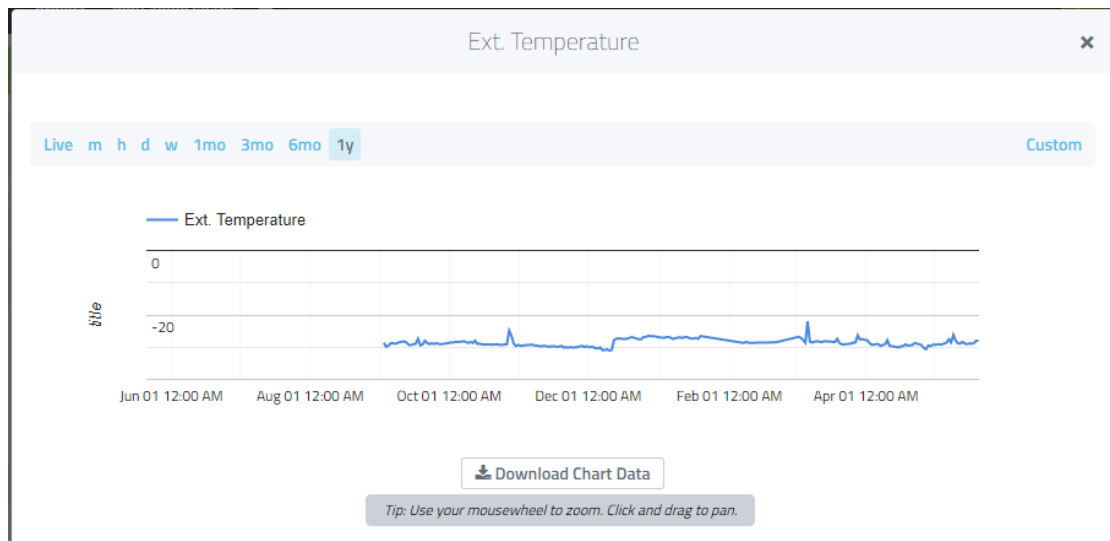 Ext. Temperature ×
Live m h d w 1mo 3mo 6mo 1y Custom
Ext. Temperature
0
title
-20
Jun 01 12:00 AM Aug 01 12:00 AM Oct 01 12:00 AM Dec 01 12:00 AM Feb 01 12:00 AM Apr 01 12:00 AM
Download Chart Data
Tip: Use your mousewheel to zoom. Click and drag to pan.